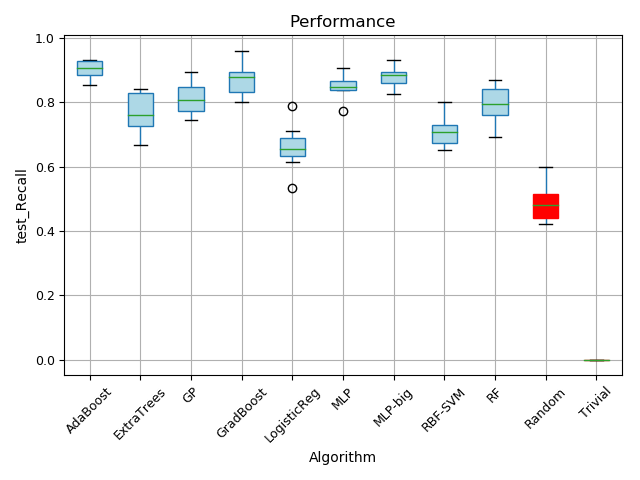 Performance
1.0
0.8
0.6
0.4
0.2
0.0
test_Recall
AdaBoost
ExtraTrees
GP
GradBoost
LogisticReg
MLP
MLP-big
RBF-SVM
RF
Random
Trivial
Algorithm